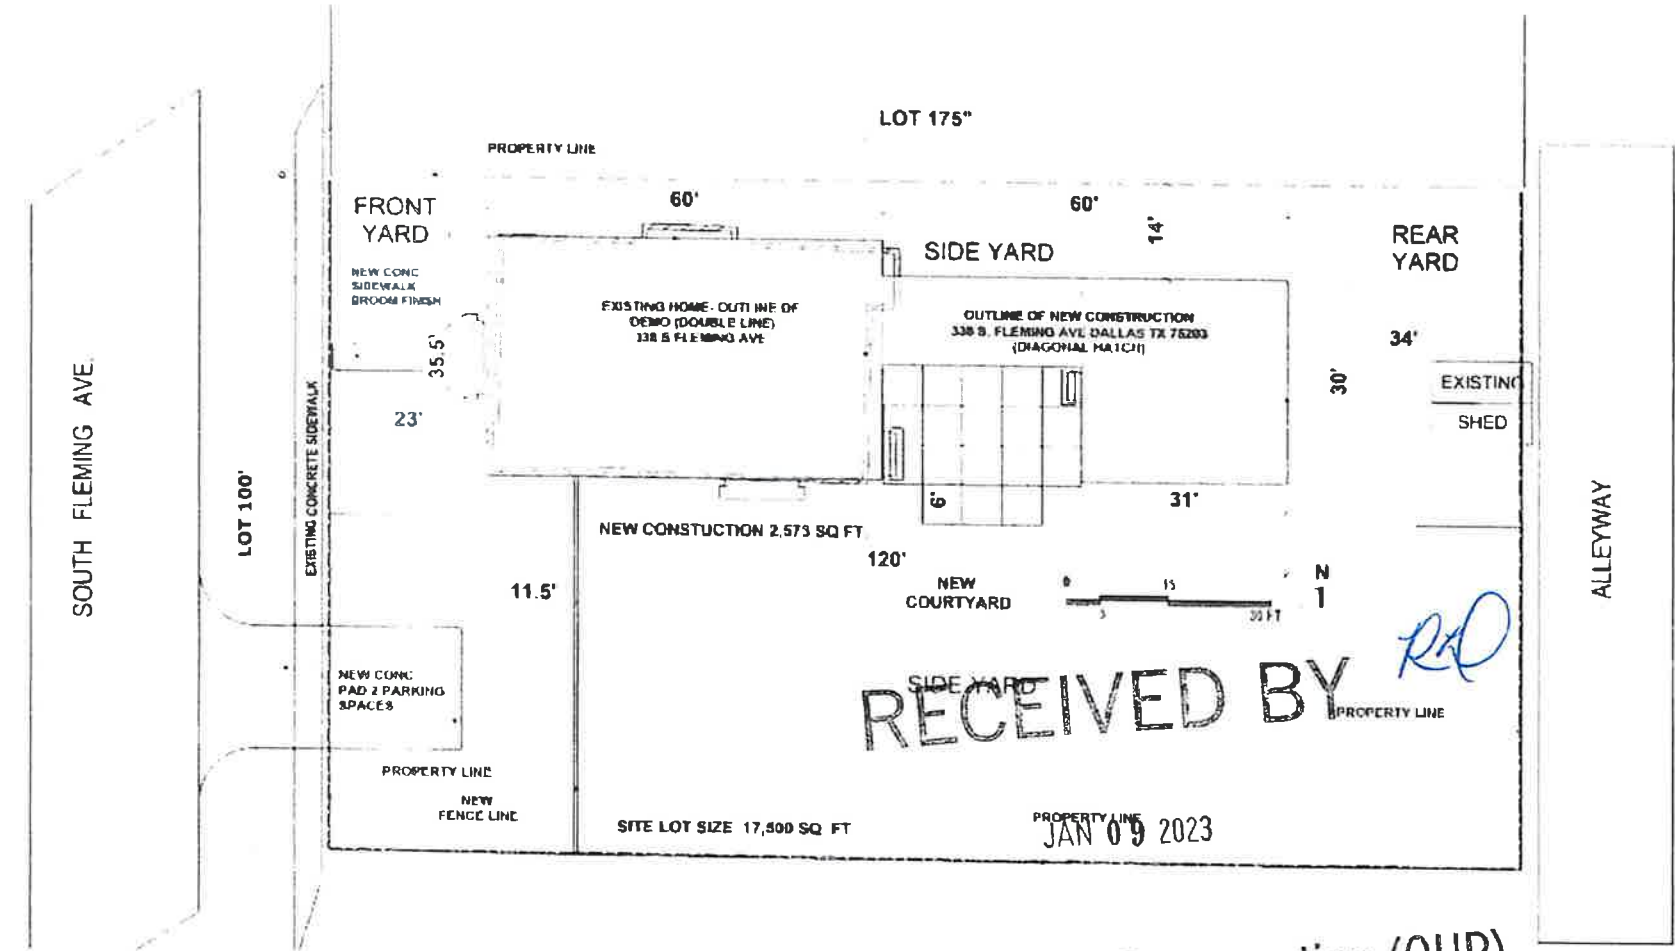 LOT 175"
PROPERTY LINE
60'
60'
14'
FRONT
YARD
SIDE YARD
REAR
YARD
NEW CONC
SIDEWALK
BROOM FINISH
EXISTING HOME- OUTLINE OF
DEMO (DOUBLE LINE)
338 S FLEMING AVE
OUTLINE OF NEW CONSTRUCTION
338 S. FLEMING AVE DALLAS TX 75203
(DIAGONAL HATCH)
34'
35.5'
30'
EXISTING
SHED
23'
SOUTH FLEMING AVE.
LOT 100'
EXISTING CONCRETE SIDEWALK
6'
31'
NEW CONSTUCTION 2,573 SQ FT
120'
ALLEYWAY
11.5'
NEW
COURTYARD
0
15
5
30 FT
N
1
NEW CONC
PAD 2 PARKING
SPACES
SIDE YARD
RECEIVED BY
PROPERTY LINE
PROPERTY LINE
NEW
FENCE LINE
SITE LOT SIZE 17,500 SQ FT
PROPERTY LINE
JAN 09 2023
(OHP)